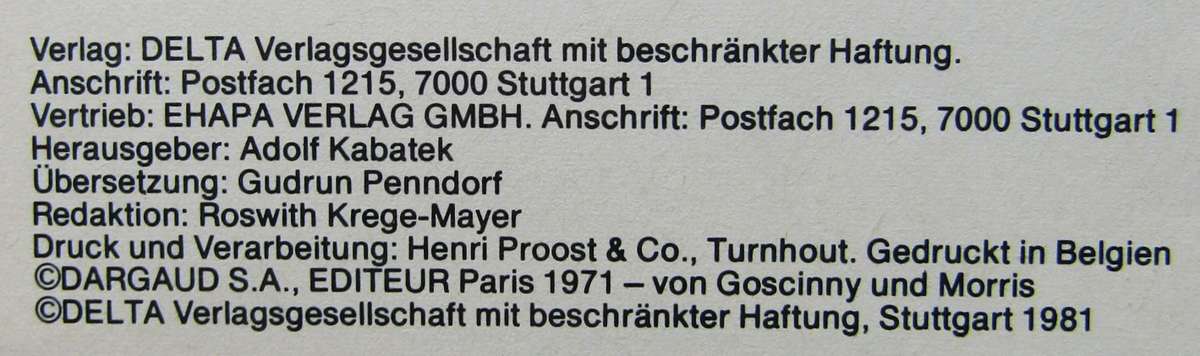 Verlag: DELTA Verlagsgesellschaft mit beschränkter Haftung.
Anschrift: Postfach 1215, 7000 Stuttgart 1
Vertrieb: EHAPA VERLAG GMBH. Anschrift: Postfach 1215, 7000 Stuttgart 1
Herausgeber: Adolf Kabatek
Übersetzung: Gudrun Penndorf
Redaktion: Roswith Krege-Mayer
Druck und Verarbeitung: Henri Proost & Co., Turnhout. Gedruckt in Belgien
©DARGAUD S.A., EDITEUR Paris 1971 – von Goscinny und Morris
©DELTA Verlagsgesellschaft mit beschränkter Haftung, Stuttgart 1981